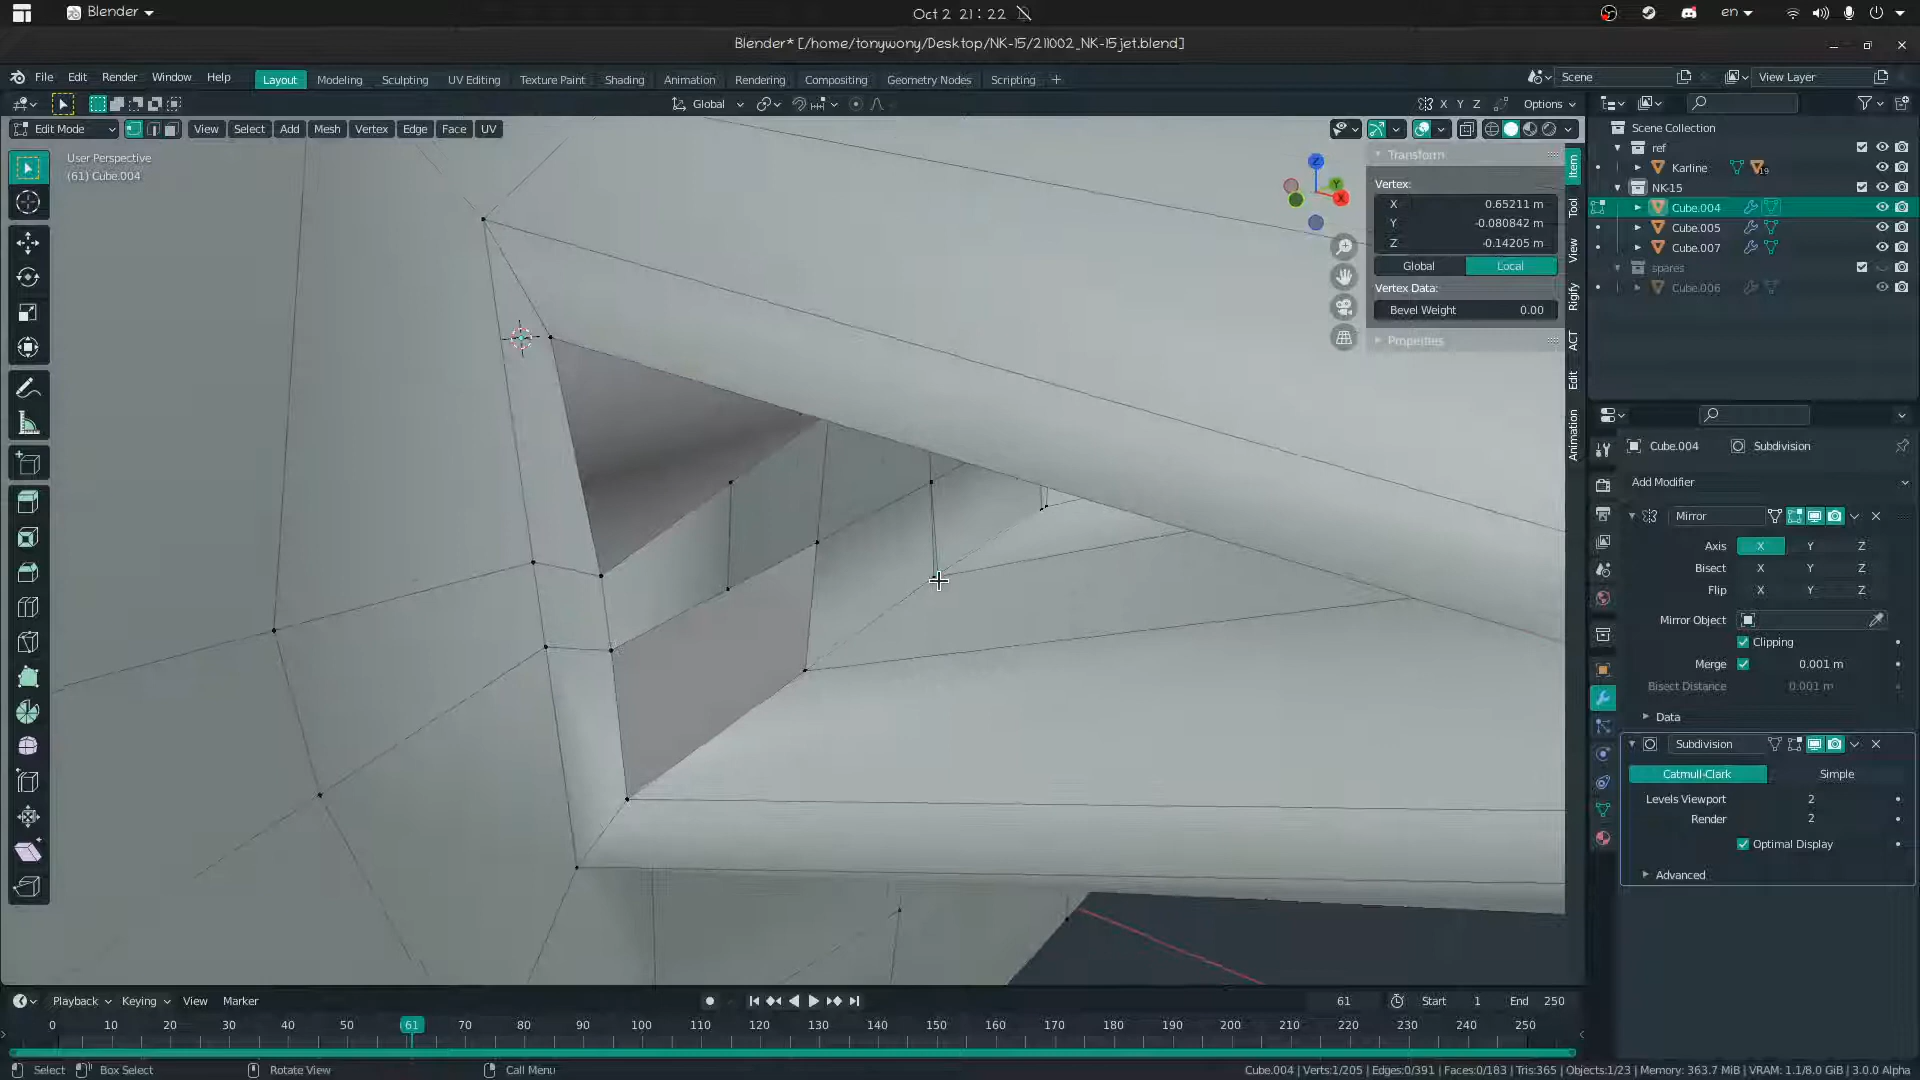 Blender
Oct 2 21:22
en
Blender* [/home/tonywony/Desktop/NK-15/211002_NK-15jet.blend]
File Edit Render Window Help
Layout Modeling Sculpting UV Editing Texture Paint Shading Animation Rendering Compositing Geometry Nodes Scripting +
Scene
View Layer
Global
X Y Z
Options
Edit Mode
View Select Add Mesh Vertex Edge Face UV
User Perspective
(61) Cube.004
Z
Y
X
Transform
Vertex:
X 0.65211 m
Y -0.080842 m
Z -0.14205 m
Global Local
Vertex Data:
Bevel Weight 0.00
Properties
Item
Tool
View
Rigify
ACT
Edit
Animation
Scene Collection
ref
Karline 19
NK-15
Cube.004
Cube.005
Cube.007
spares
Cube.006
Cube.004 Subdivision
Add Modifier
Mirror
Axis X Y Z
Bisect X Y Z
Flip X Y Z
Mirror Object
Clipping
Merge 0.001 m
Bisect Distance 0.001 m
Data
Subdivision
Catmull-Clark Simple
Levels Viewport 2
Render 2
Optimal Display
Advanced
Playback Keying View Marker
61 Start 1 End 250
0 10 20 30 40 50 61 70 80 90 100 110 120 130 140 150 160 170 180 190 200 210 220 230 240 250
Select Box Select Rotate View Call Menu
Cube.004 | Verts:1/205 | Edges:0/391 | Faces:0/183 | Tris:365 | Objects:1/23 | Memory: 363.7 MiB | VRAM: 1.1/8.0 GiB | 3.0.0 Alpha